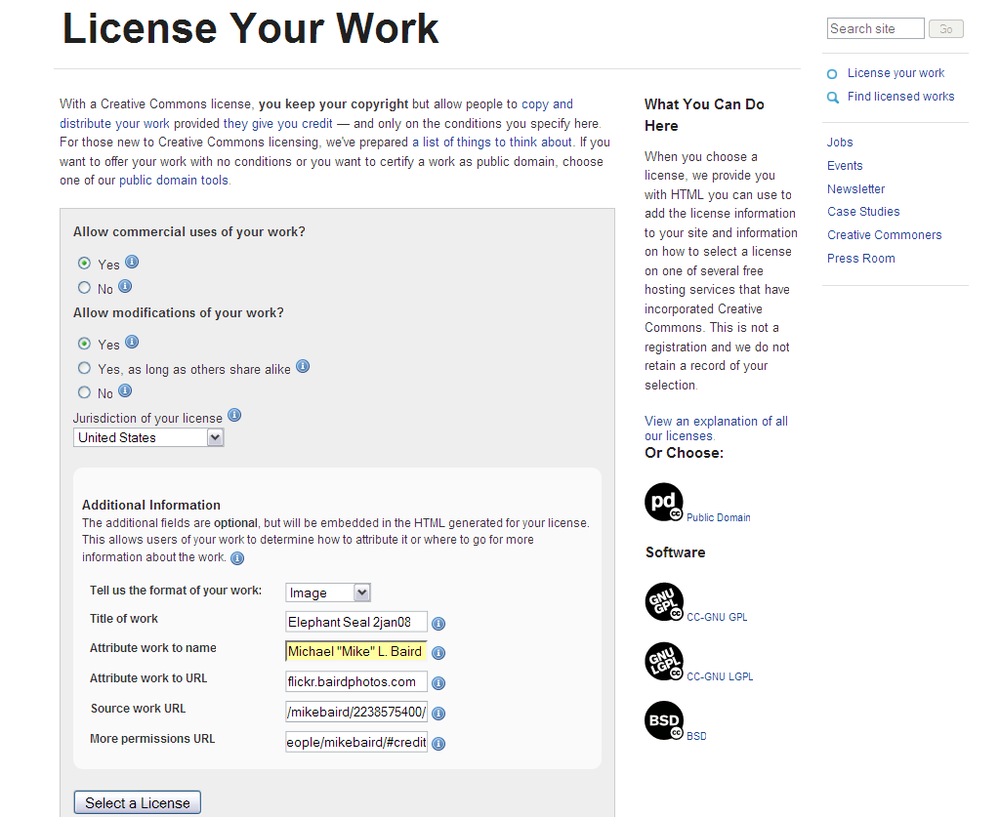 License Your Work
With a Creative Commons license, you keep your copyright but allow people to copy and
distribute your work provided they give you credit — and only on the conditions you specify here.
For those new to Creative Commons licensing, we've prepared a list of things to think about. If you
want to offer your work with no conditions or you want to certify a work as public domain, choose
one of our public domain tools.
Allow commercial uses of your work?
Yes
No
Allow modifications of your work?
Yes
Yes, as long as others share alike
No
Jurisdiction of your license
United States
Additional Information
The additional fields are optional, but will be embedded in the HTML generated for your license.
This allows users of your work to determine how to attribute it or where to go for more
information about the work.
Tell us the format of your work: Image
Title of work Elephant Seal 2jan08
Attribute work to name Michael "Mike" L. Baird
Attribute work to URL flickr.bairdphotos.com
Source work URL /mikebaird/2238575400/
More permissions URL eople/mikebaird/#credit
Select a License
What You Can Do
Here
When you choose a
license, we provide you
with HTML you can use to
add the license information
to your site and information
on how to select a license
on one of several free
hosting services that have
incorporated Creative
Commons. This is not a
registration and we do not
retain a record of your
selection.
View an explanation of all
our licenses.
Or Choose:
pd cc Public Domain
Software
GNU GPL cc CC-GNU GPL
GNU LGPL cc CC-GNU LGPL
BSD cc BSD
Search site Go
License your work
Find licensed works
Jobs
Events
Newsletter
Case Studies
Creative Commoners
Press Room